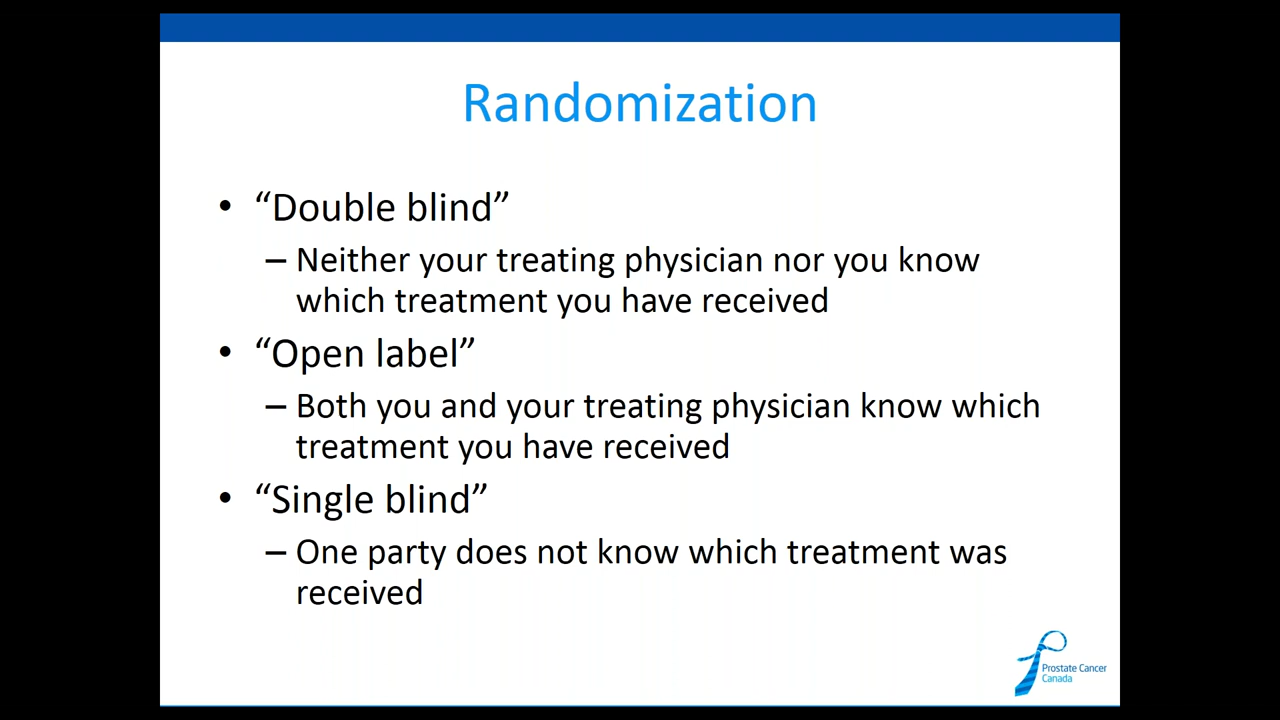 Randomization
• “Double blind”
– Neither your treating physician nor you know
which treatment you have received
• “Open label”
– Both you and your treating physician know which
treatment you have received
• “Single blind”
– One party does not know which treatment was
received
Prostate Cancer
Canada